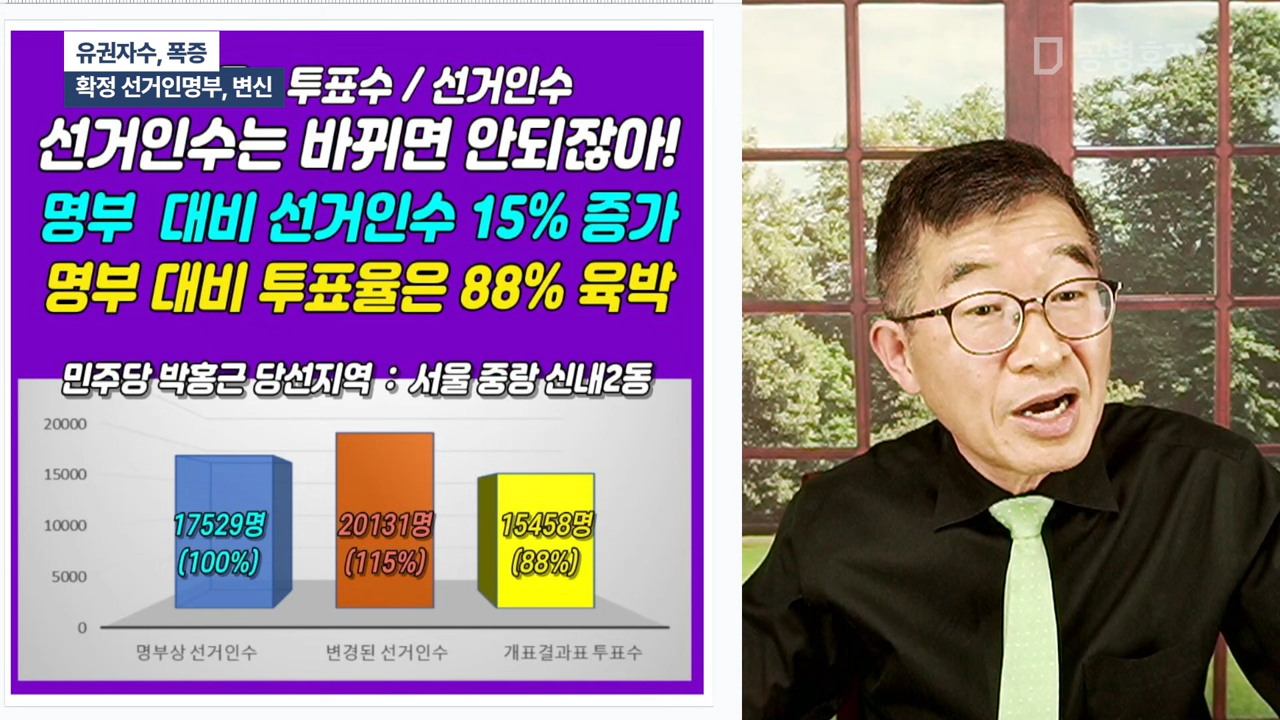 유권자수, 폭증
확정 선거인명부, 변신
투표수 / 선거인수
선거인수는 바뀌면 안되잖아!
명부 대비 선거인수 15% 증가
명부 대비 투표율은 88% 육박
민주당 박홍근 당선지역 : 서울 중랑 신내2동
20000
15000
10000
5000
0
17529명
(100%)
20131명
(115%)
15458명
(88%)
명부상 선거인수
변경된 선거인수
개표결과표 투표수
공병호